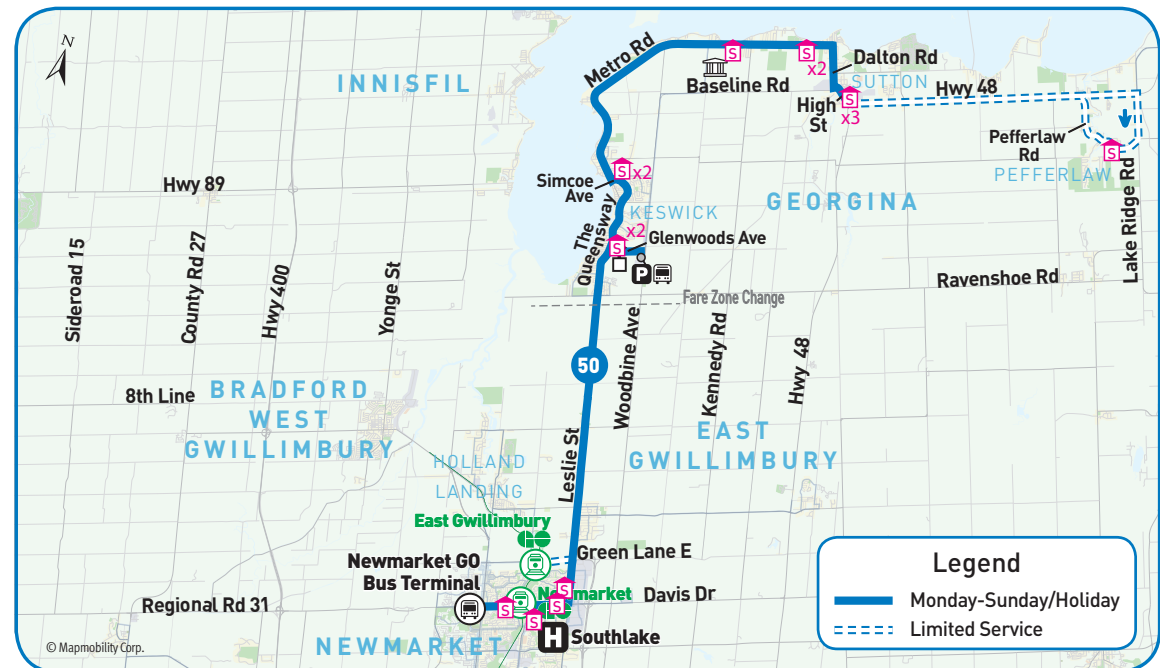 N
INNISFIL
Metro Rd
S
S
x2
Dalton Rd
SUTTON
Baseline Rd
High
St
S
x3
Hwy 48
Pefferlaw
Rd
S
PEFFERLAW
Hwy 89
Simcoe
Ave
S
x2
GEORGINA
KESWICK
The
Queensway
S
x2
Glenwoods Ave
P
Lake Ridge Rd
Sideroad 15
County Rd 27
Hwy 400
Yonge St
Ravenshoe Rd
Fare Zone Change
50
Woodbine Ave
Kennedy Rd
Hwy 48
8th Line
BRADFORD
WEST
GWILLIMBURY
EAST
GWILLIMBURY
Leslie St
HOLLAND
LANDING
East Gwillimbury
Green Lane E
Newmarket GO
Bus Terminal
Regional Rd 31
S
Newmarket
S
S
S
Davis Dr
H
Southlake
NEWMARKET
© Mapmobility Corp.
Legend
Monday-Sunday/Holiday
Limited Service